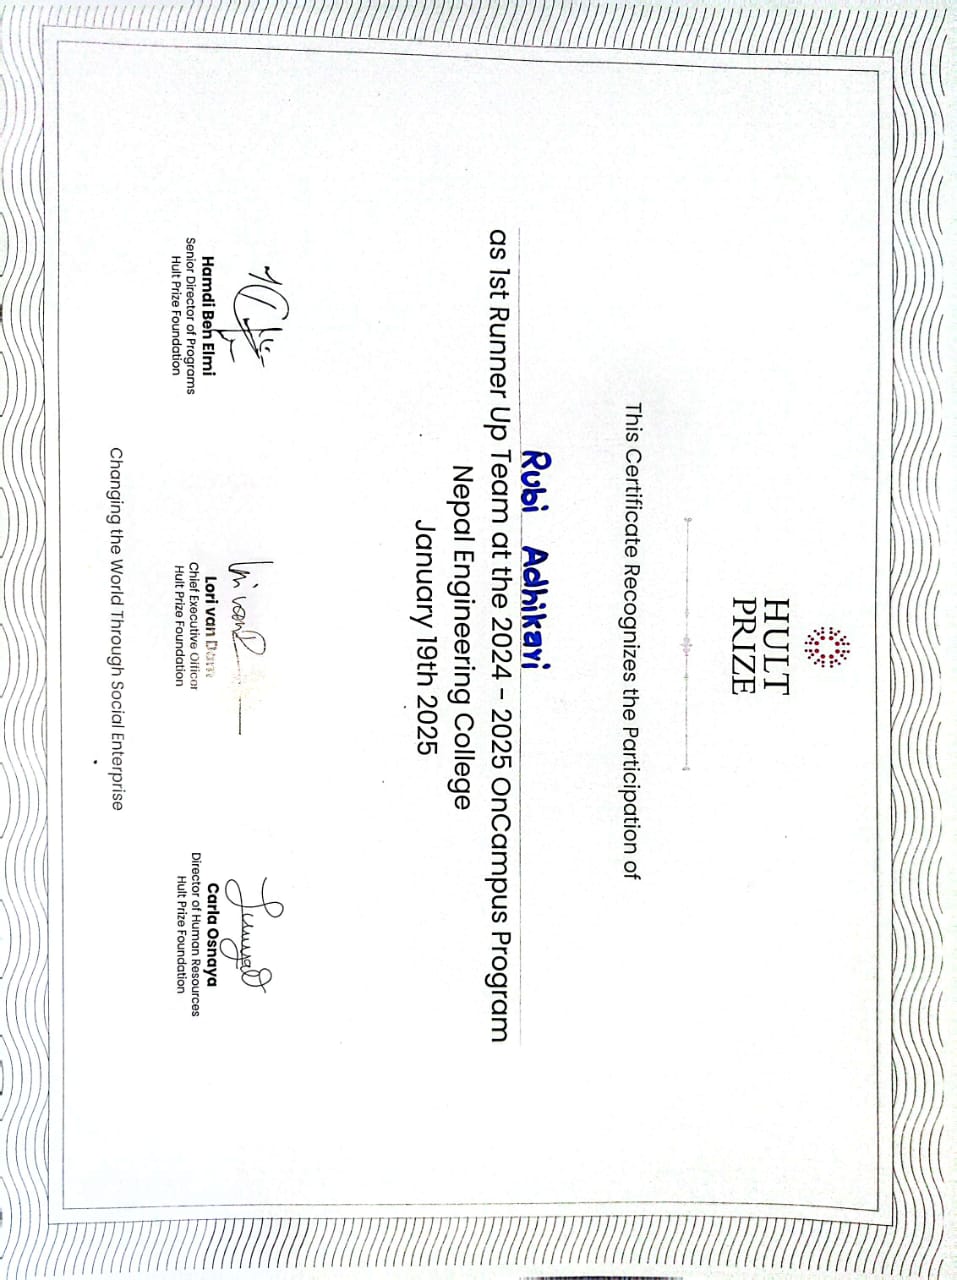 HULT
PRIZE
This Certificate Recognizes the Participation of
Rubi Adhikari
as 1st Runner Up Team at the 2024 - 2025 OnCampus Program
Nepal Engineering College
January 19th 2025
Hamdi Ben Elmi
Senior Director of Programs
Hult Prize Foundation
Lori van
Chief Executive Officer
Hult Prize Foundation
Carla Osnaya
Director of Human Resources
Hult Prize Foundation
Changing the World Through Social Enterprise